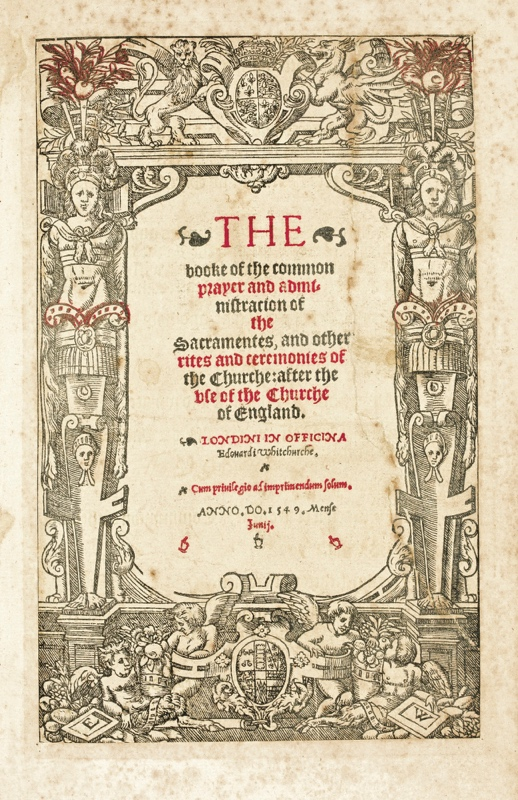 THE
booke of the common
prayer and admi-
nistracion of
the
Sacramentes, and other
rites and ceremonies of
the Churche: after the
vse of the Churche
of England.
LONDINI IN OFFICINA
Edouardi Whitchurche.
Cum priuilegio ad imprimendum solum.
ANNO. DO. 1549. Mense
Junij.
E W